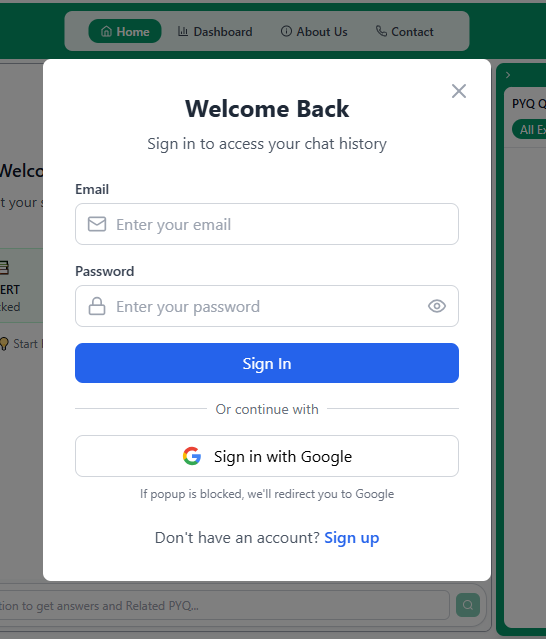 Home Dashboard About Us Contact
Welcome Back
Sign in to access your chat history
Email
Enter your email
Password
Enter your password
Sign In
Or continue with
Sign in with Google
If popup is blocked, we'll redirect you to Google
Don't have an account? Sign up
PYQ Q
All Ex
Welco
t your s
ERT
ked
Start
tion to get answers and Related PYQ...